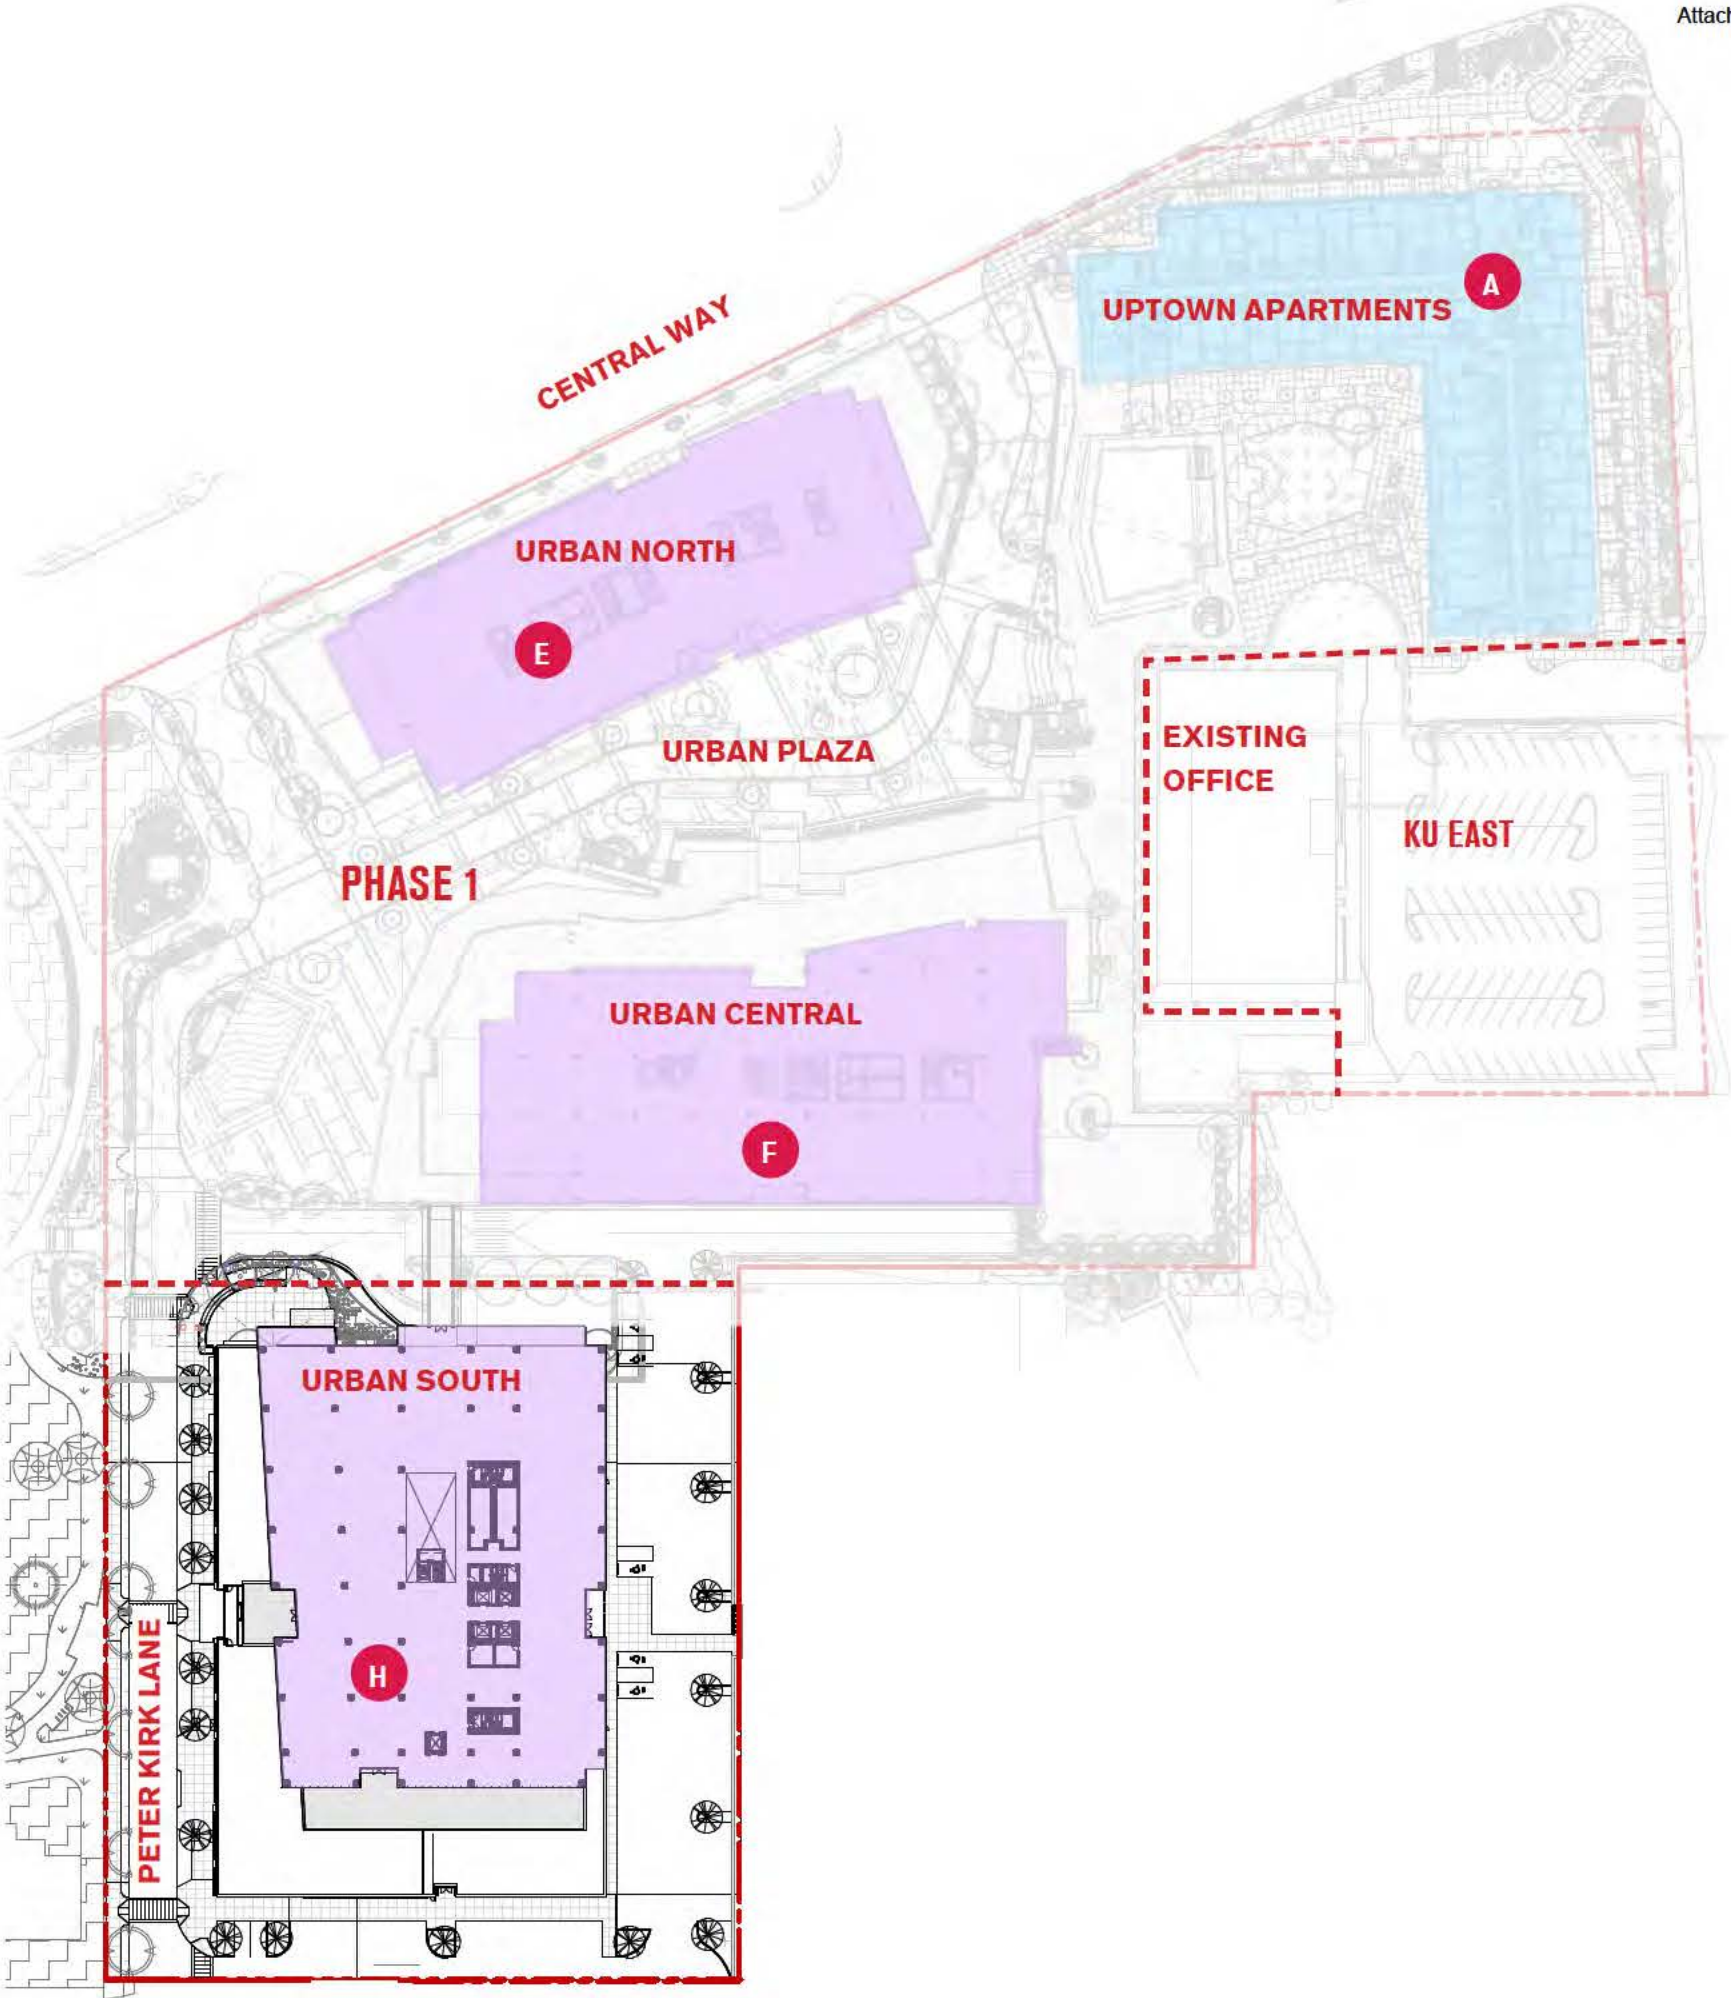 Attach
CENTRAL WAY
UPTOWN APARTMENTS
A
URBAN NORTH
E
URBAN PLAZA
EXISTING
OFFICE
KU EAST
PHASE 1
URBAN CENTRAL
F
URBAN SOUTH
H
PETER KIRK LANE